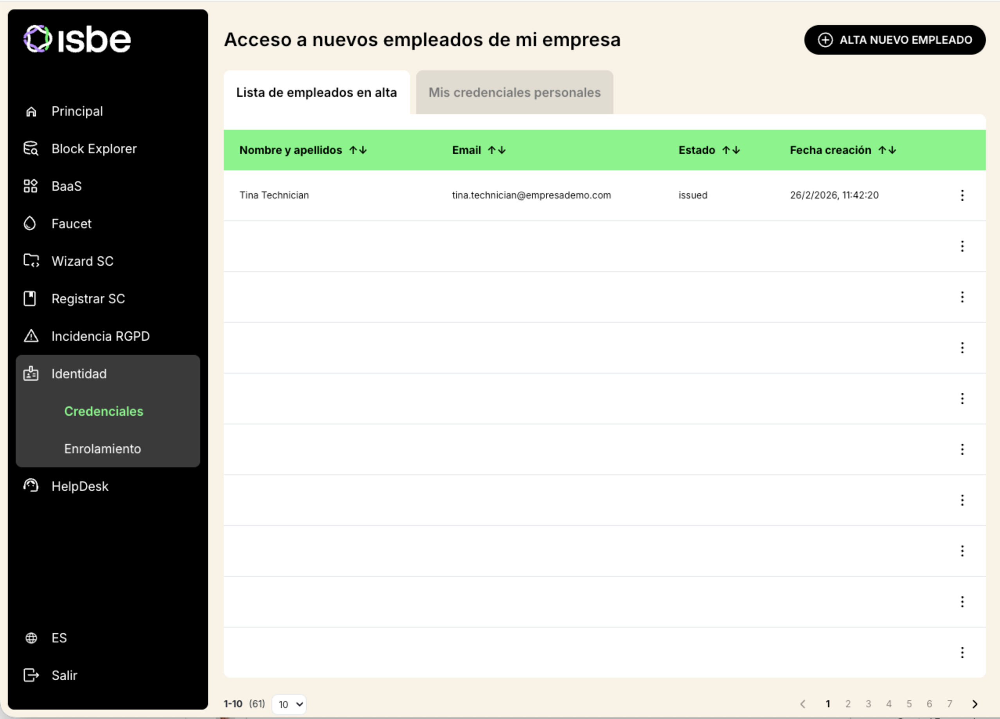 isbe
Principal
Block Explorer
BaaS
Faucet
Wizard SC
Registrar SC
Incidencia RGPD
Identidad
Credenciales
Enrolamiento
HelpDesk
ES
Salir
Acceso a nuevos empleados de mi empresa
ALTA NUEVO EMPLEADO
Lista de empleados en alta
Mis credenciales personales
Nombre y apellidos ↑↓ Email ↑↓ Estado ↑↓ Fecha creación ↑↓
Tina Technician tina.technician@empresademo.com issued 26/2/2026, 11:42:20
1-10 (61) 10
1 2 3 4 5 6 7